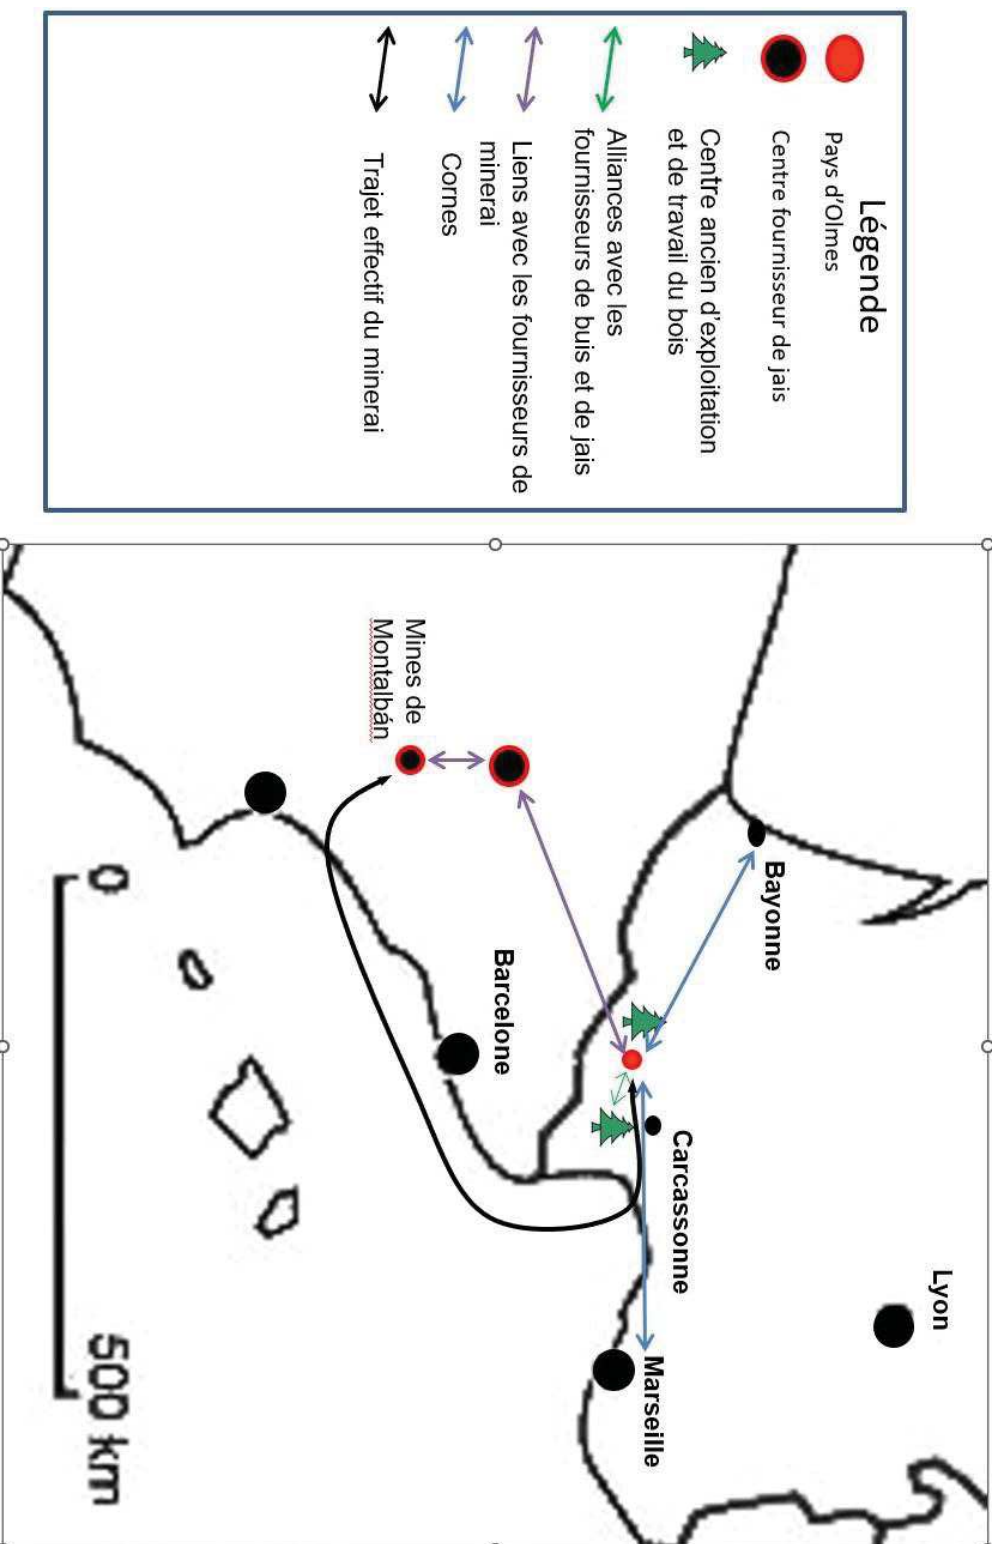 Légende
Pays d'Olmes
Centre fournisseur de jais
Centre ancien d'exploitation
et de travail du bois
Alliances avec les
fournisseurs de buis et de jais
Liens avec les fournisseurs de
minerai
Cornes
Trajet effectif du minerai
Lyon
Bayonne
Carcassonne
Marseille
Barcelone
Mines de
Montalbán
0
500 km